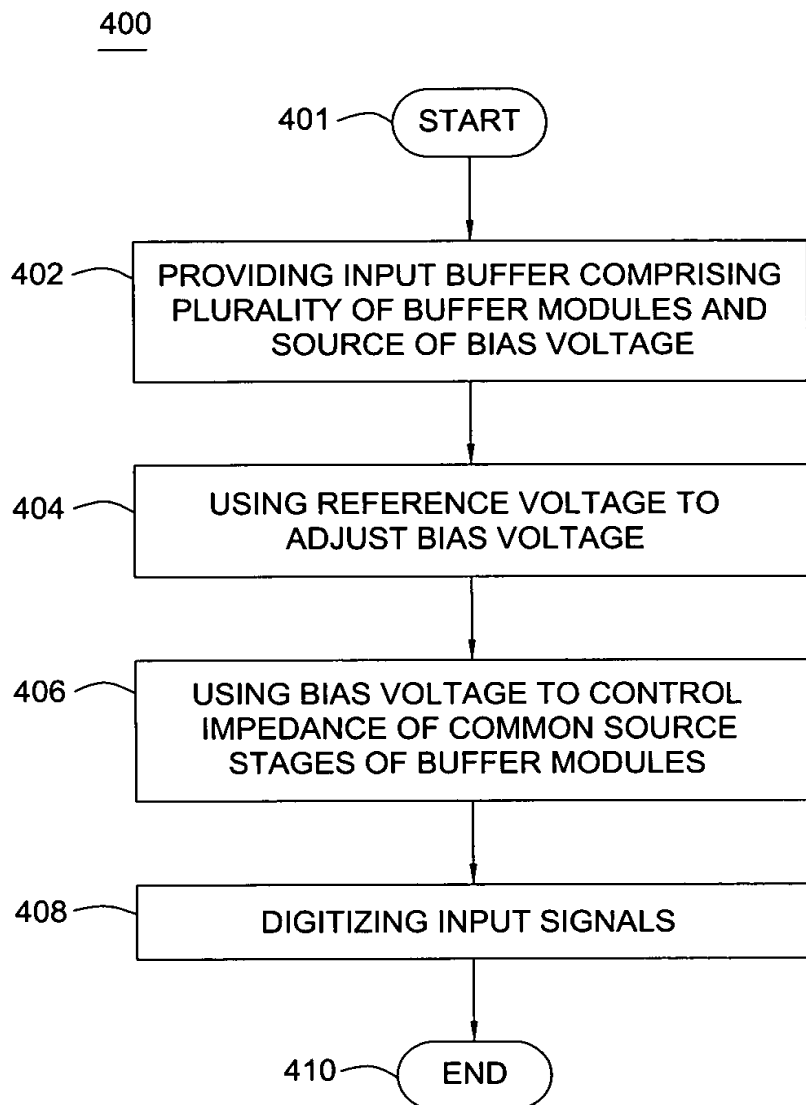 400
401
START
402
PROVIDING INPUT BUFFER COMPRISING
PLURALITY OF BUFFER MODULES AND
SOURCE OF BIAS VOLTAGE
404
USING REFERENCE VOLTAGE TO
ADJUST BIAS VOLTAGE
406
USING BIAS VOLTAGE TO CONTROL
IMPEDANCE OF COMMON SOURCE
STAGES OF BUFFER MODULES
408
DIGITIZING INPUT SIGNALS
410
END